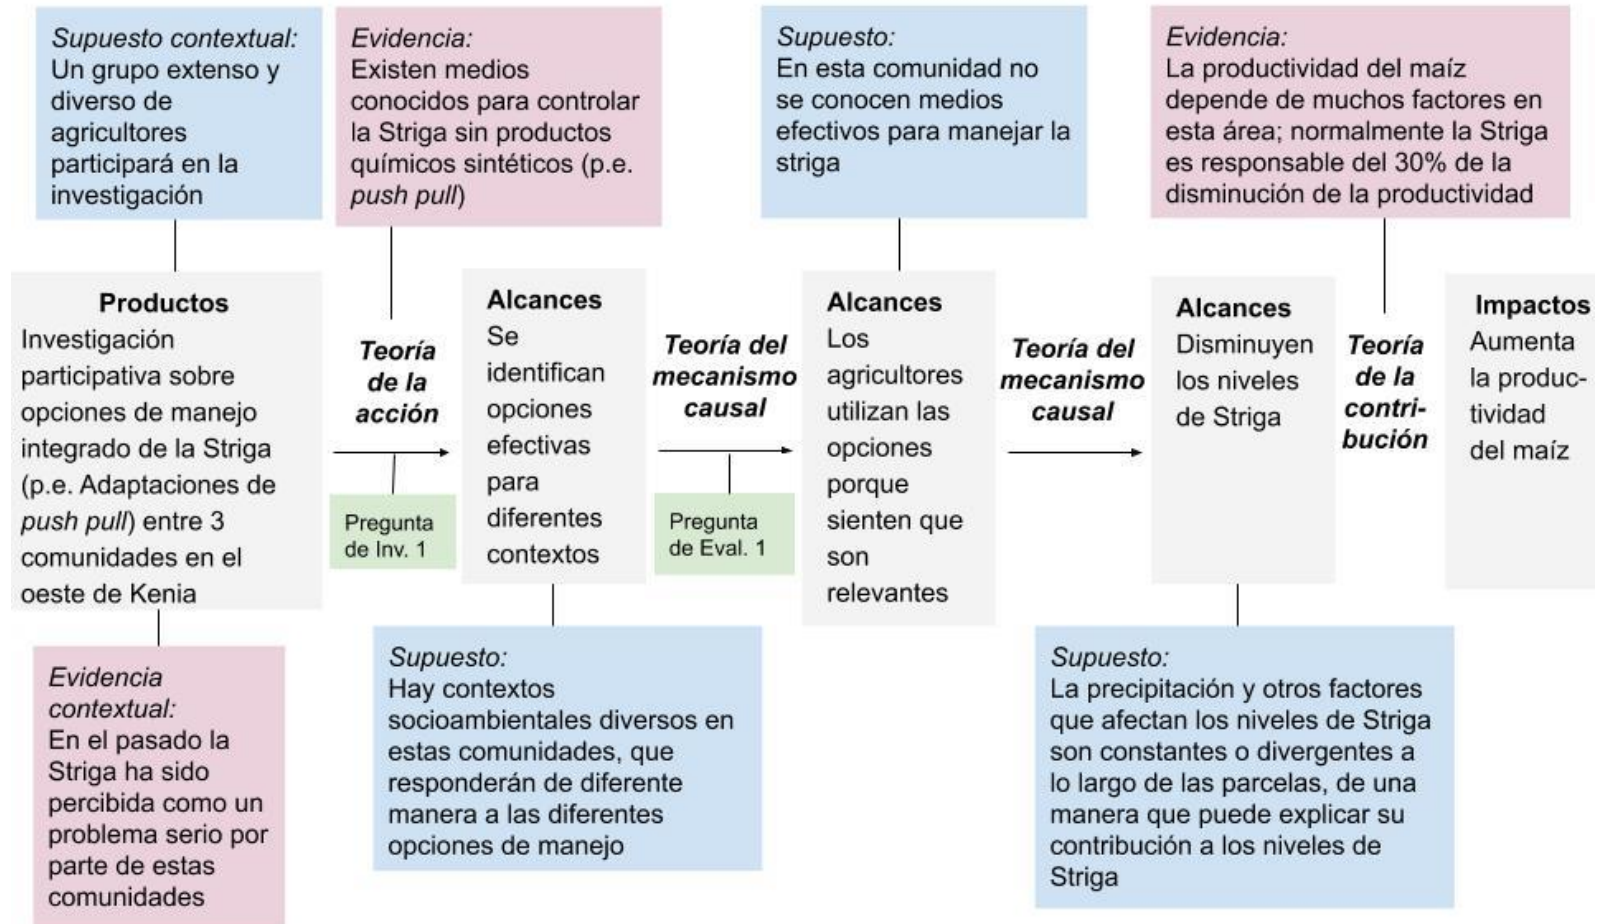 Supuesto contextual:
Un grupo extenso y
diverso de
agricultores
participará en la
investigación
Evidencia:
Existen medios
conocidos para controlar
la Striga sin productos
químicos sintéticos (p.e.
push pull)
Supuesto:
En esta comunidad no
se conocen medios
efectivos para manejar la
striga
Evidencia:
La productividad del maíz
depende de muchos factores en
esta área; normalmente la Striga
es responsable del 30% de la
disminución de la productividad
Productos
Investigación
participativa sobre
opciones de manejo
integrado de la Striga
(p.e. Adaptaciones de
push pull) entre 3
comunidades en el
oeste de Kenia
Teoría
de la
acción
Pregunta
de Inv. 1
Alcances
Se
identifican
opciones
efectivas
para
diferentes
contextos
Teoría del
mecanismo
causal
Pregunta
de Eval. 1
Alcances
Los
agricultores
utilizan las
opciones
porque
sienten que
son
relevantes
Teoría del
mecanismo
causal
Alcances
Disminuyen
los niveles
de Striga
Teoría
de la
contri-
bución
Impactos
Aumenta
la produc-
tividad
del maíz
Evidencia
contextual:
En el pasado la
Striga ha sido
percibida como un
problema serio por
parte de estas
comunidades
Supuesto:
Hay contextos
socioambientales diversos en
estas comunidades, que
responderán de diferente
manera a las diferentes
opciones de manejo
Supuesto:
La precipitación y otros factores
que afectan los niveles de Striga
son constantes o divergentes a
lo largo de las parcelas, de una
manera que puede explicar su
contribución a los niveles de
Striga